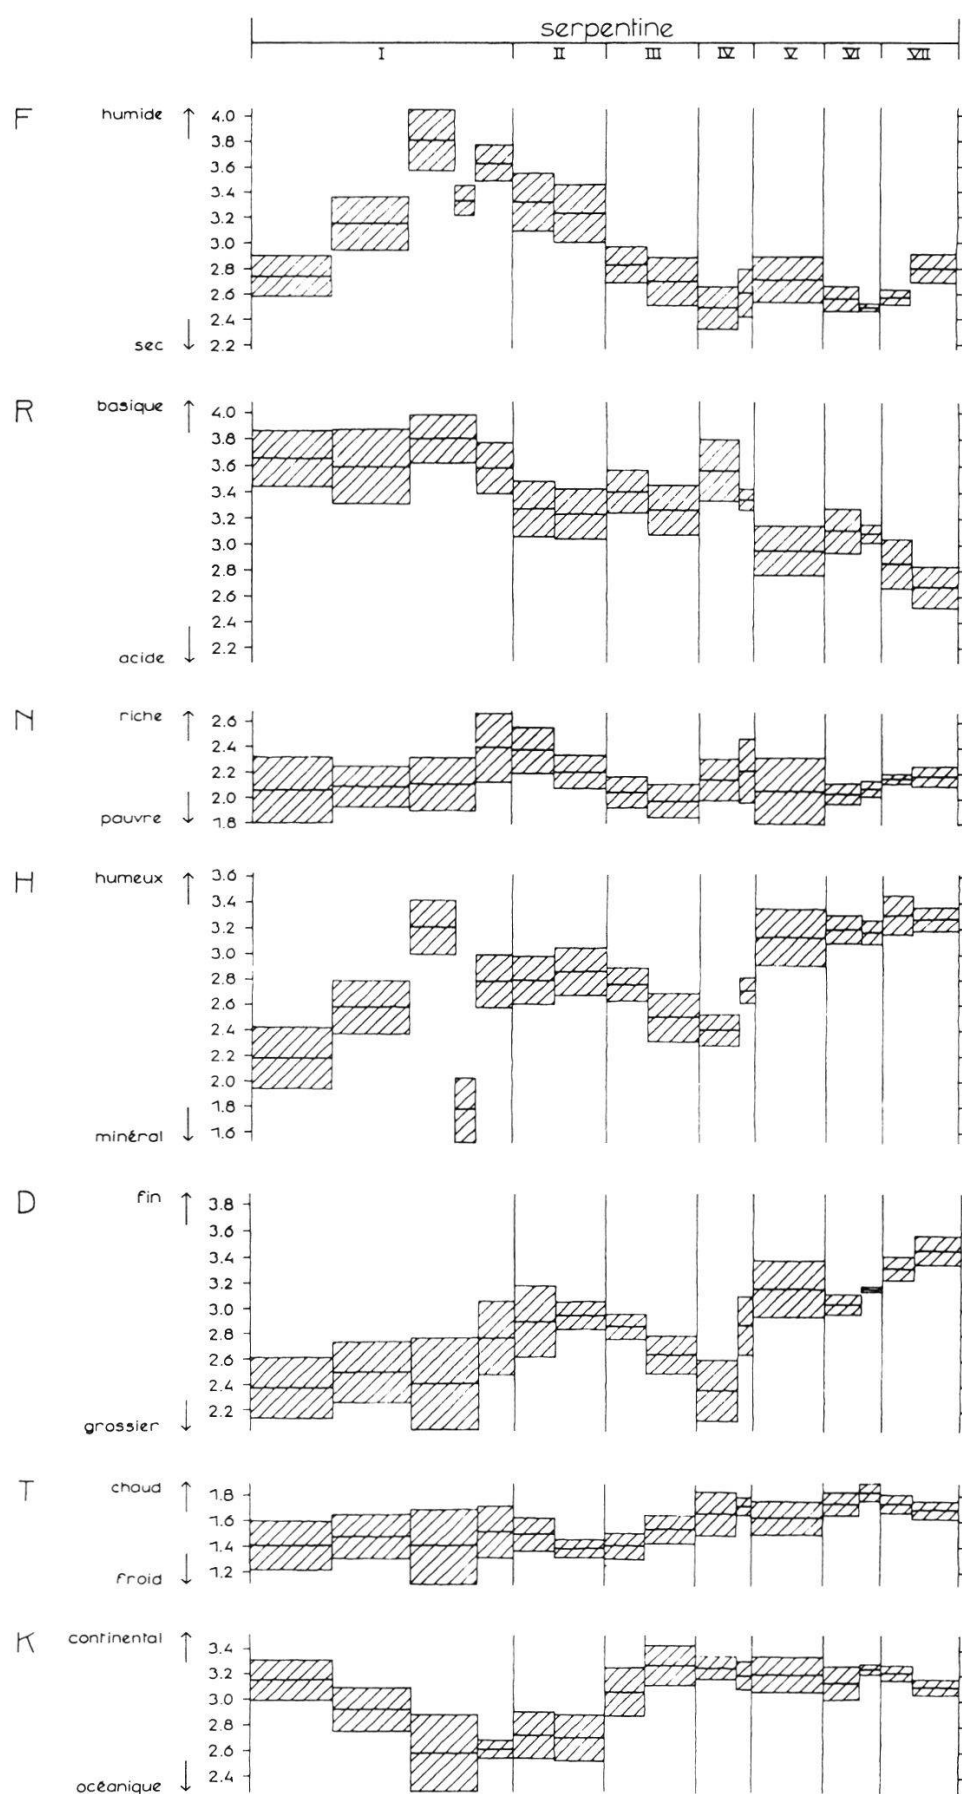 serpentine
I II III IV V VI VII
F humide ↑ 4.0
3.8
3.6
3.4
3.2
3.0
2.8
2.6
2.4
sec ↓ 2.2
R basique ↑ 4.0
3.8
3.6
3.4
3.2
3.0
2.8
2.6
2.4
2.2
acide ↓
N riche ↑ 2.6
2.4
2.2
2.0
pauvre ↓ 1.8
H humeux ↑ 3.6
3.4
3.2
3.0
2.8
2.6
2.4
2.2
2.0
1.8
minéral ↓ 1.6
D fin ↑ 3.8
3.6
3.4
3.2
3.0
2.8
2.6
2.4
2.2
grossier ↓
T chaud ↑ 1.8
1.6
1.4
froid ↓ 1.2
K continental ↑ 3.4
3.2
3.0
2.8
2.6
2.4
océanique ↓